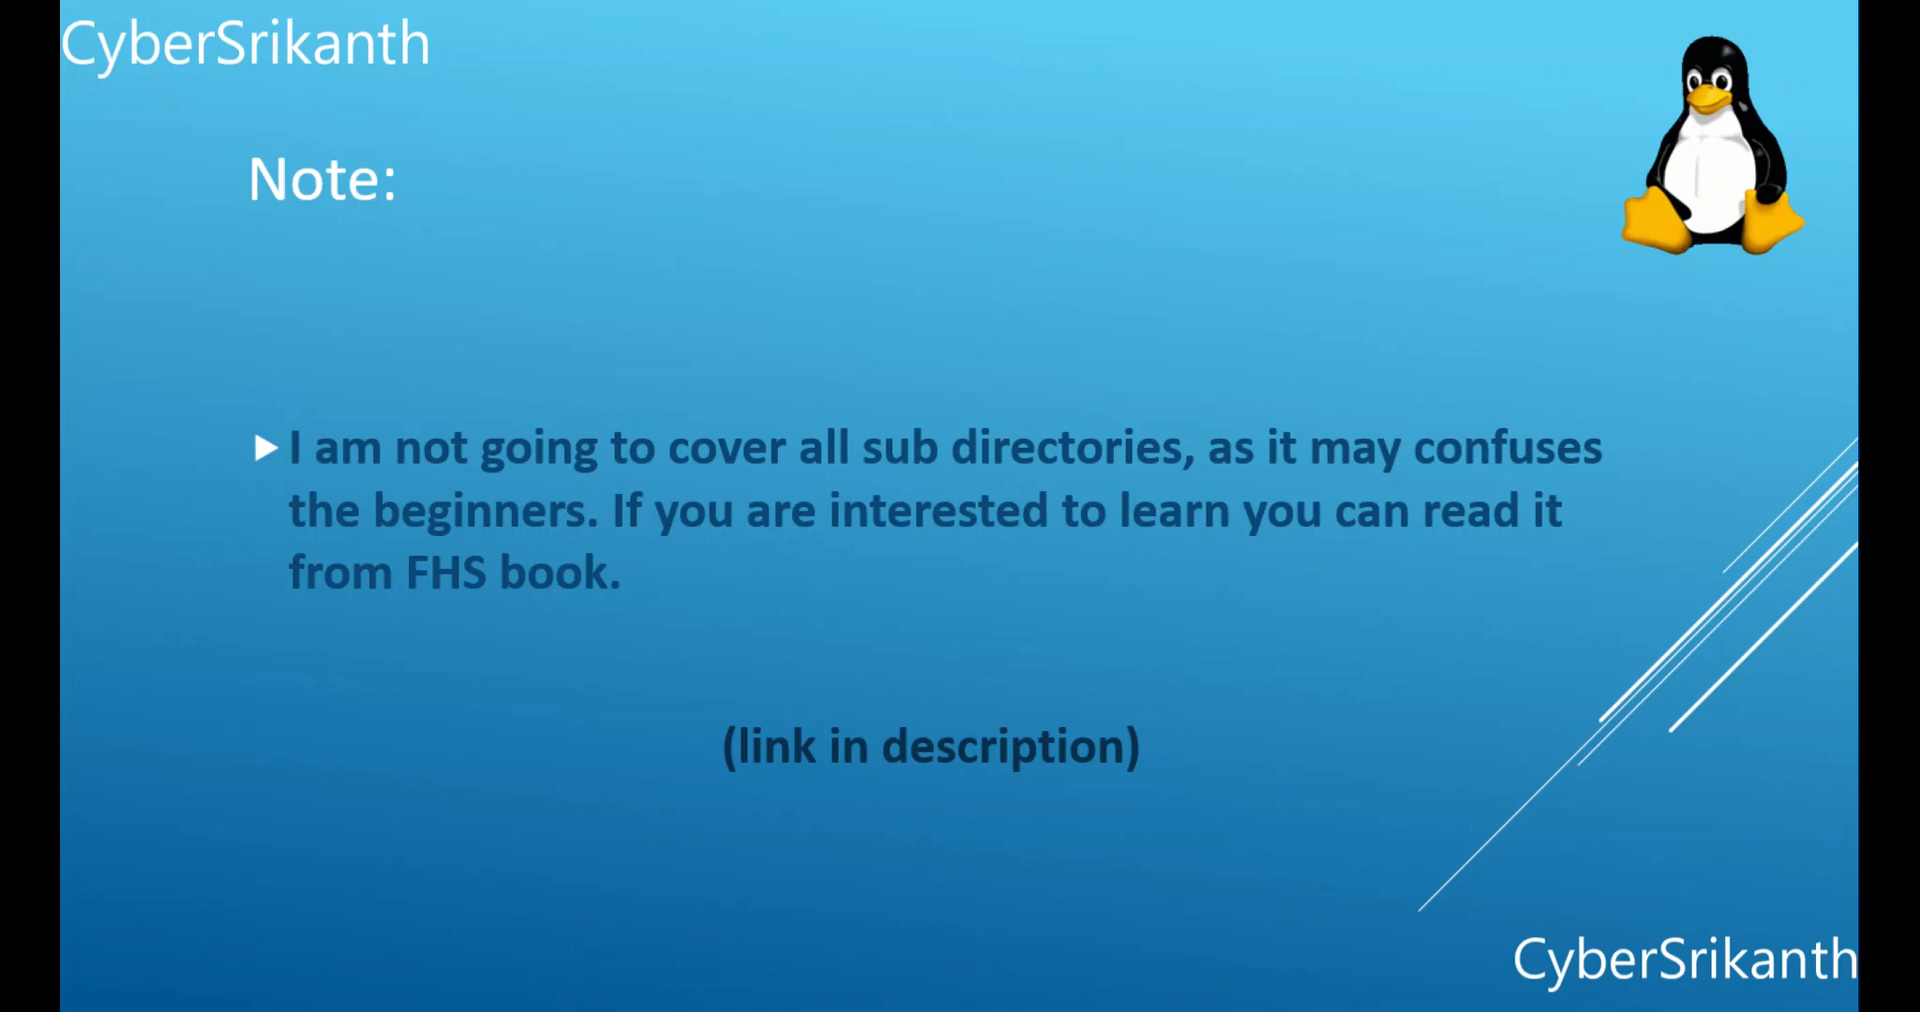 CyberSrikanth
Note:
I am not going to cover all sub directories, as it may confuses
the beginners. If you are interested to learn you can read it
from FHS book.
(link in description)
CyberSrikanth